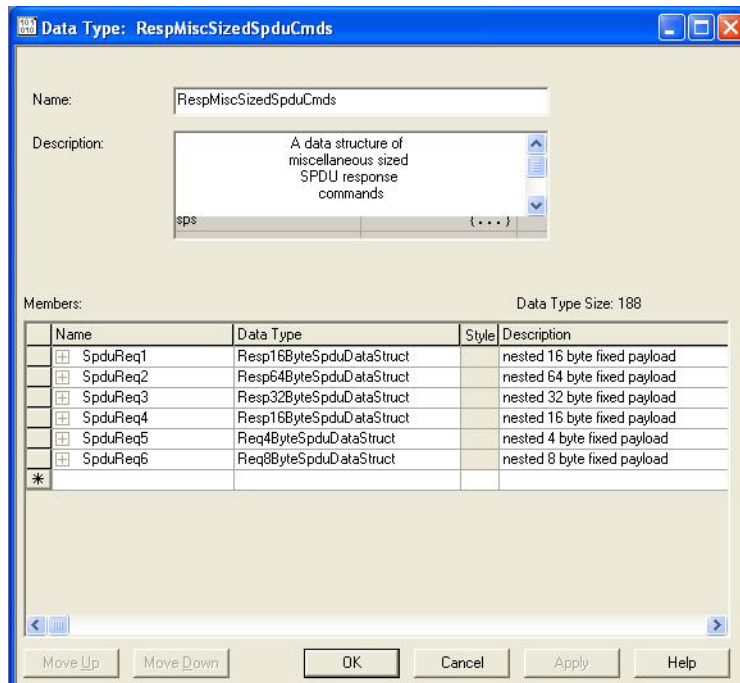 Data Type: RespMiscSizedSpduCmds
Name: RespMiscSizedSpduCmds
Description: A data structure of
miscellaneous sized
SPDU response
commands
sps {...}
Members: Data Type Size: 188
Name Data Type Style Description
SpduReq1 Resp16ByteSpduDataStruct nested 16 byte fixed payload
SpduReq2 Resp64ByteSpduDataStruct nested 64 byte fixed payload
SpduReq3 Resp32ByteSpduDataStruct nested 32 byte fixed payload
SpduReq4 Resp16ByteSpduDataStruct nested 16 byte fixed payload
SpduReq5 Req4ByteSpduDataStruct nested 4 byte fixed payload
SpduReq6 Req8ByteSpduDataStruct nested 8 byte fixed payload
Move Up Move Down OK Cancel Apply Help